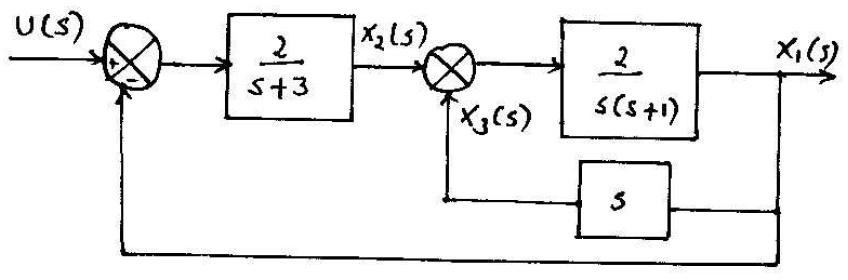 U(s)
+
-
2
s+3
X₂(s)
X₃(s)
2
s(s+1)
X₁(s)
s